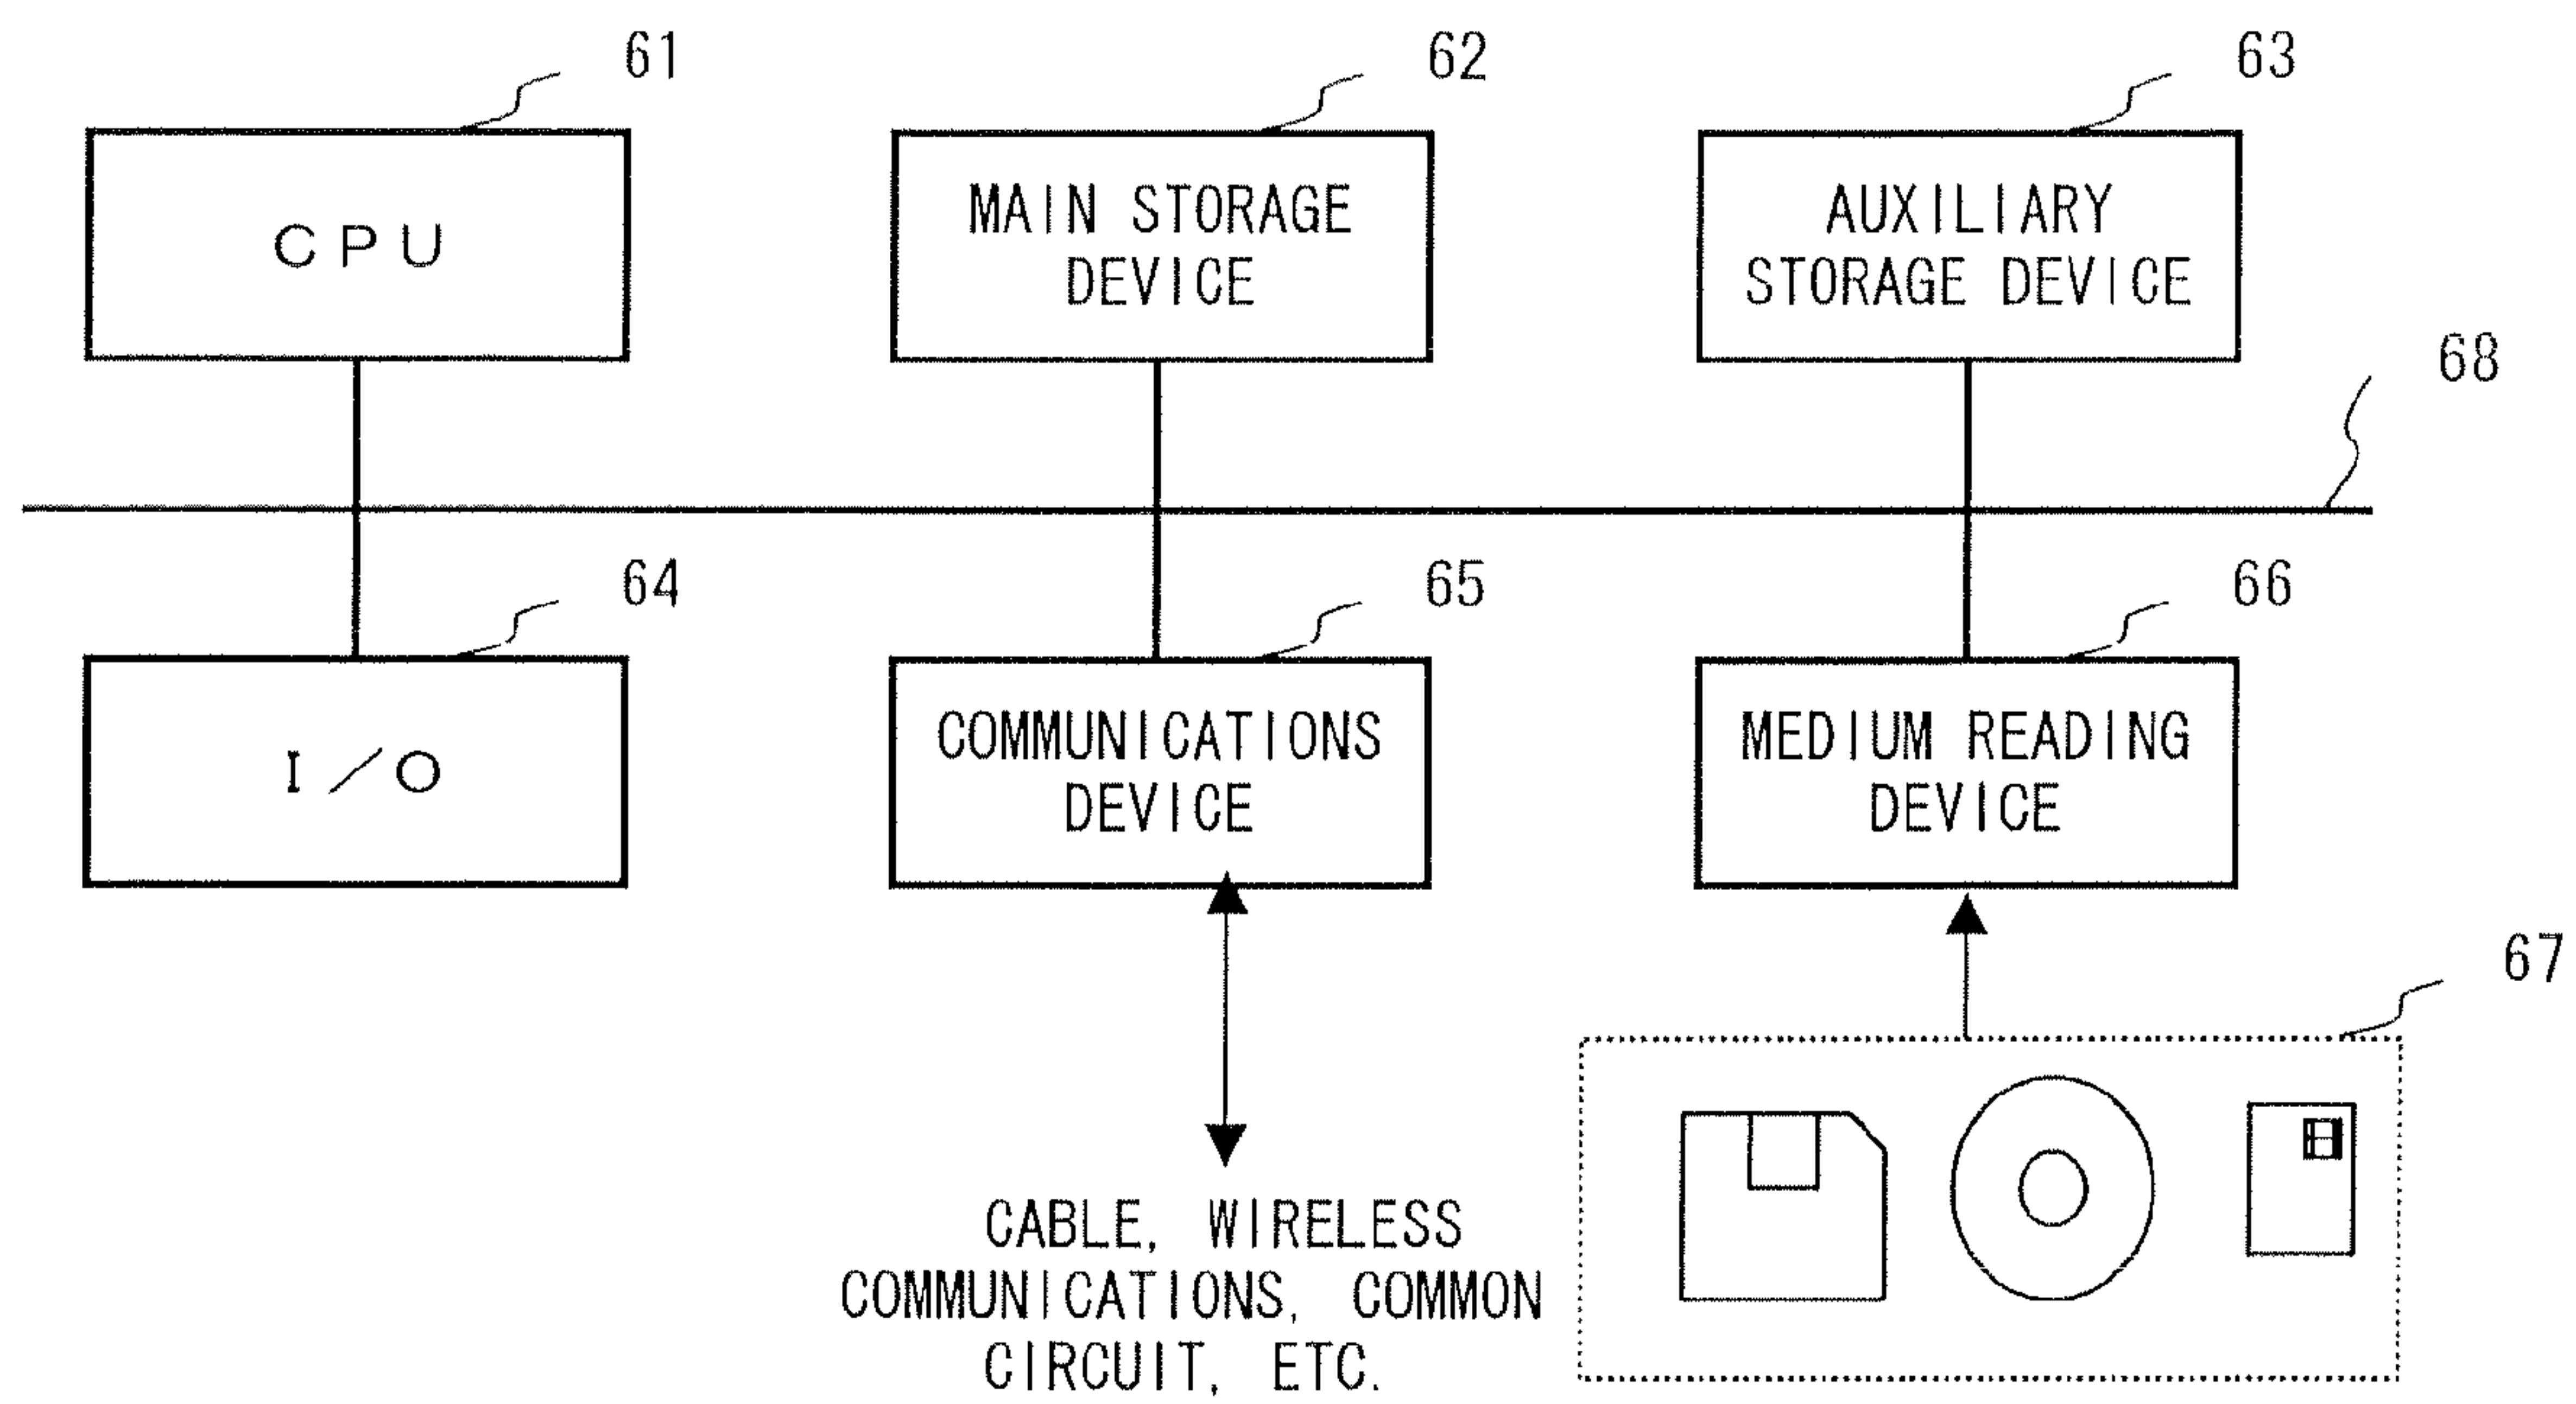 61
62
63
CPU
MAIN STORAGE
DEVICE
AUXILIARY
STORAGE DEVICE
68
64
65
66
I/O
COMMUNICATIONS
DEVICE
MEDIUM READING
DEVICE
67
CABLE, WIRELESS
COMMUNICATIONS, COMMON
CIRCUIT, ETC.